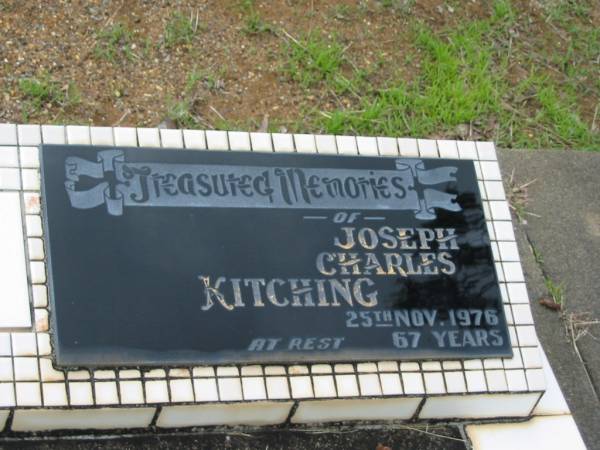 Treasured Memories
OF
JOSEPH
CHARLES
KITCHING
25TH NOV. 1976
AT REST 67 YEARS